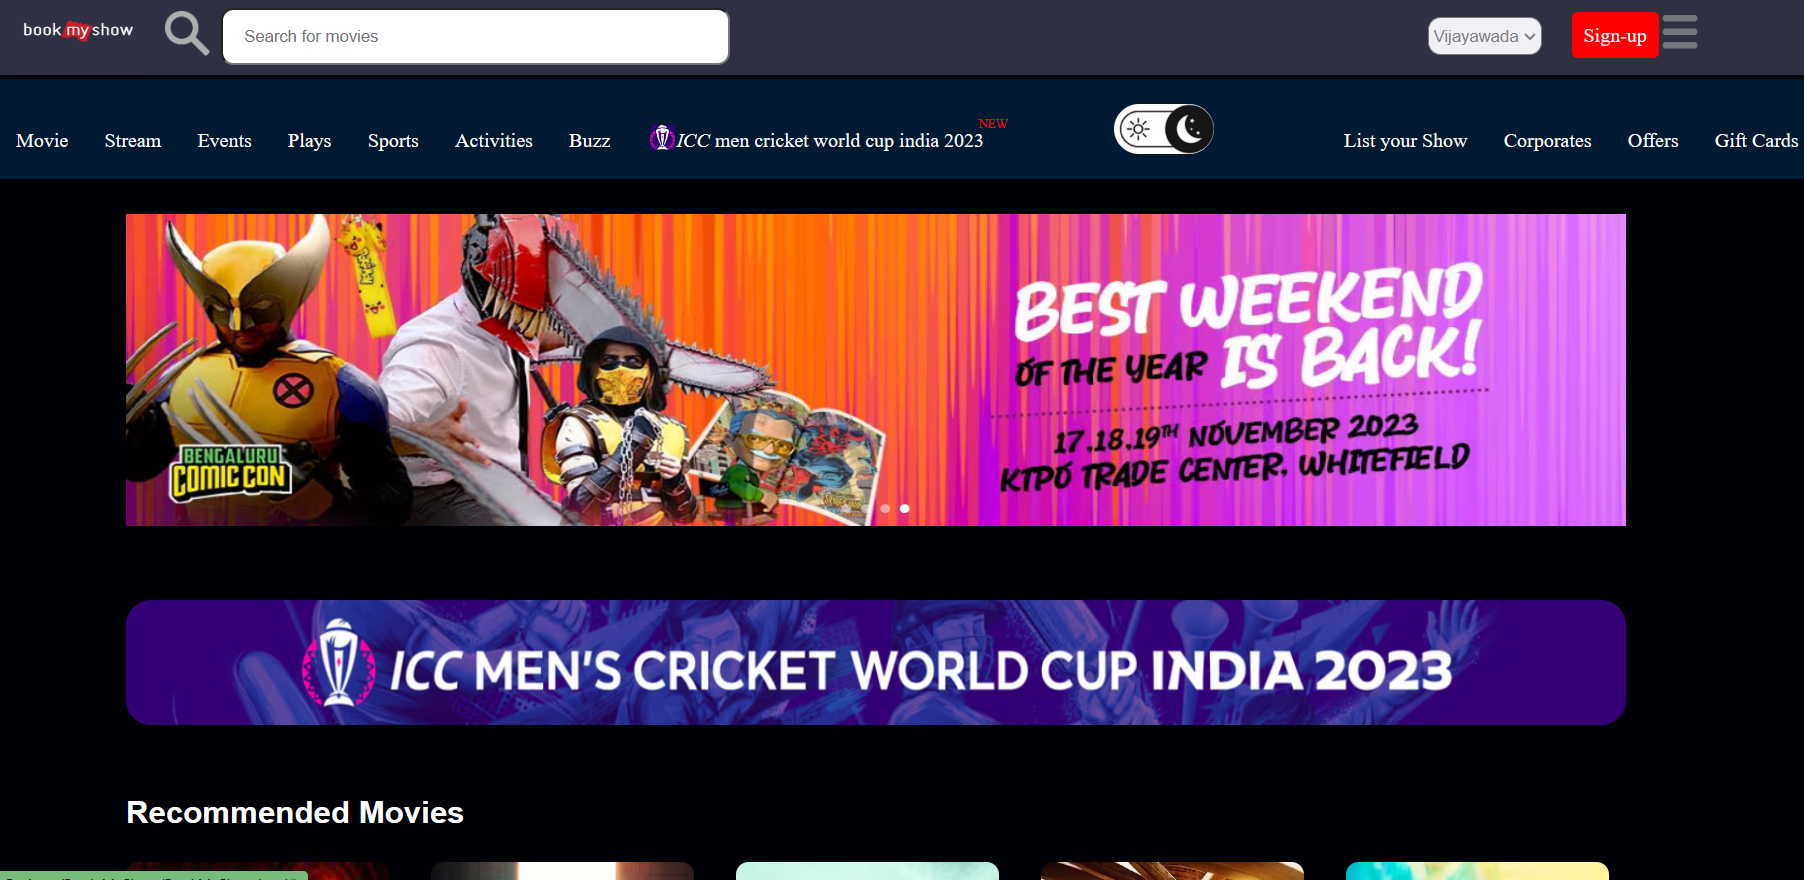 book my show
Search for movies
Vijayawada
Sign-up
Movie Stream Events Plays Sports Activities Buzz ICC men cricket world cup india 2023 NEW
List your Show Corporates Offers Gift Cards
BEST WEEKEND
OF THE YEAR IS BACK!
17.18.19TH NOVEMBER 2023
KTPO TRADE CENTER, WHITEFIELD
BENGALURU
COMIC CON
ICC MEN'S CRICKET WORLD CUP INDIA 2023
Recommended Movies